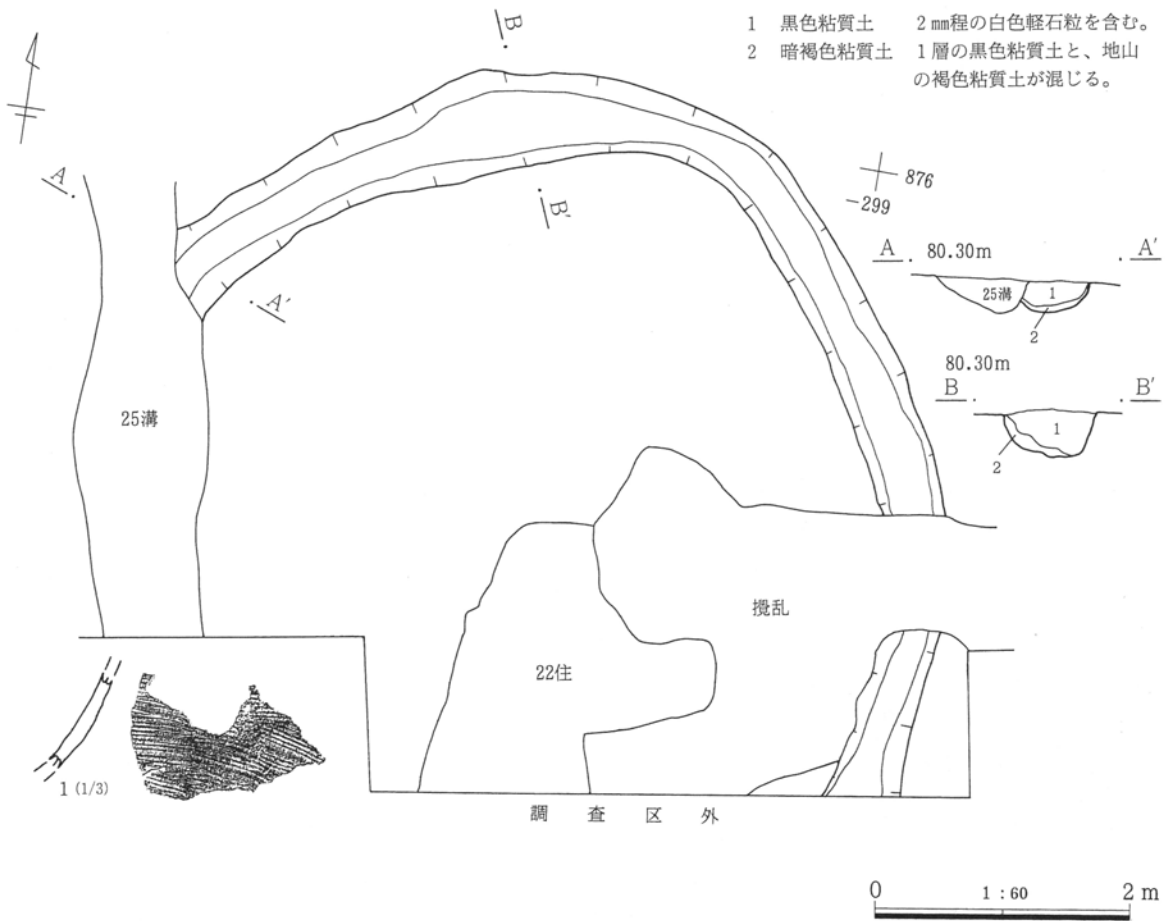 1 黒色粘質土 2㎜程の白色軽石粒を含む。
2 暗褐色粘質土 1層の黒色粘質土と、地山
の褐色粘質土が混じる。
B
A
B'
A'
876
-299
A 80.30m A'
25溝 1
2
80.30m
B B'
1
2
25溝
攪乱
22住
1 (1/3)
調査区外
0 1:60 2m